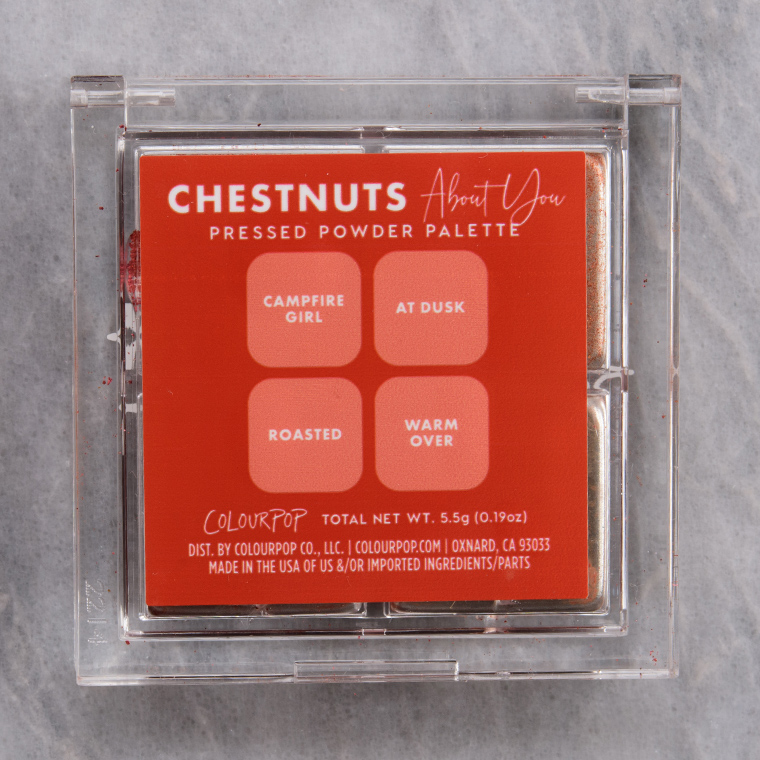 CHESTNUTS About You
PRESSED POWDER PALETTE
CAMPFIRE
GIRL
AT DUSK
ROASTED
WARM
OVER
COLOURPOP TOTAL NET WT. 5.5g (0.19oz)
DIST. BY COLOURPOP CO., LLC. | COLOURPOP.COM | OXNARD, CA 93033
MADE IN THE USA OF US &/OR IMPORTED INGREDIENTS/PARTS